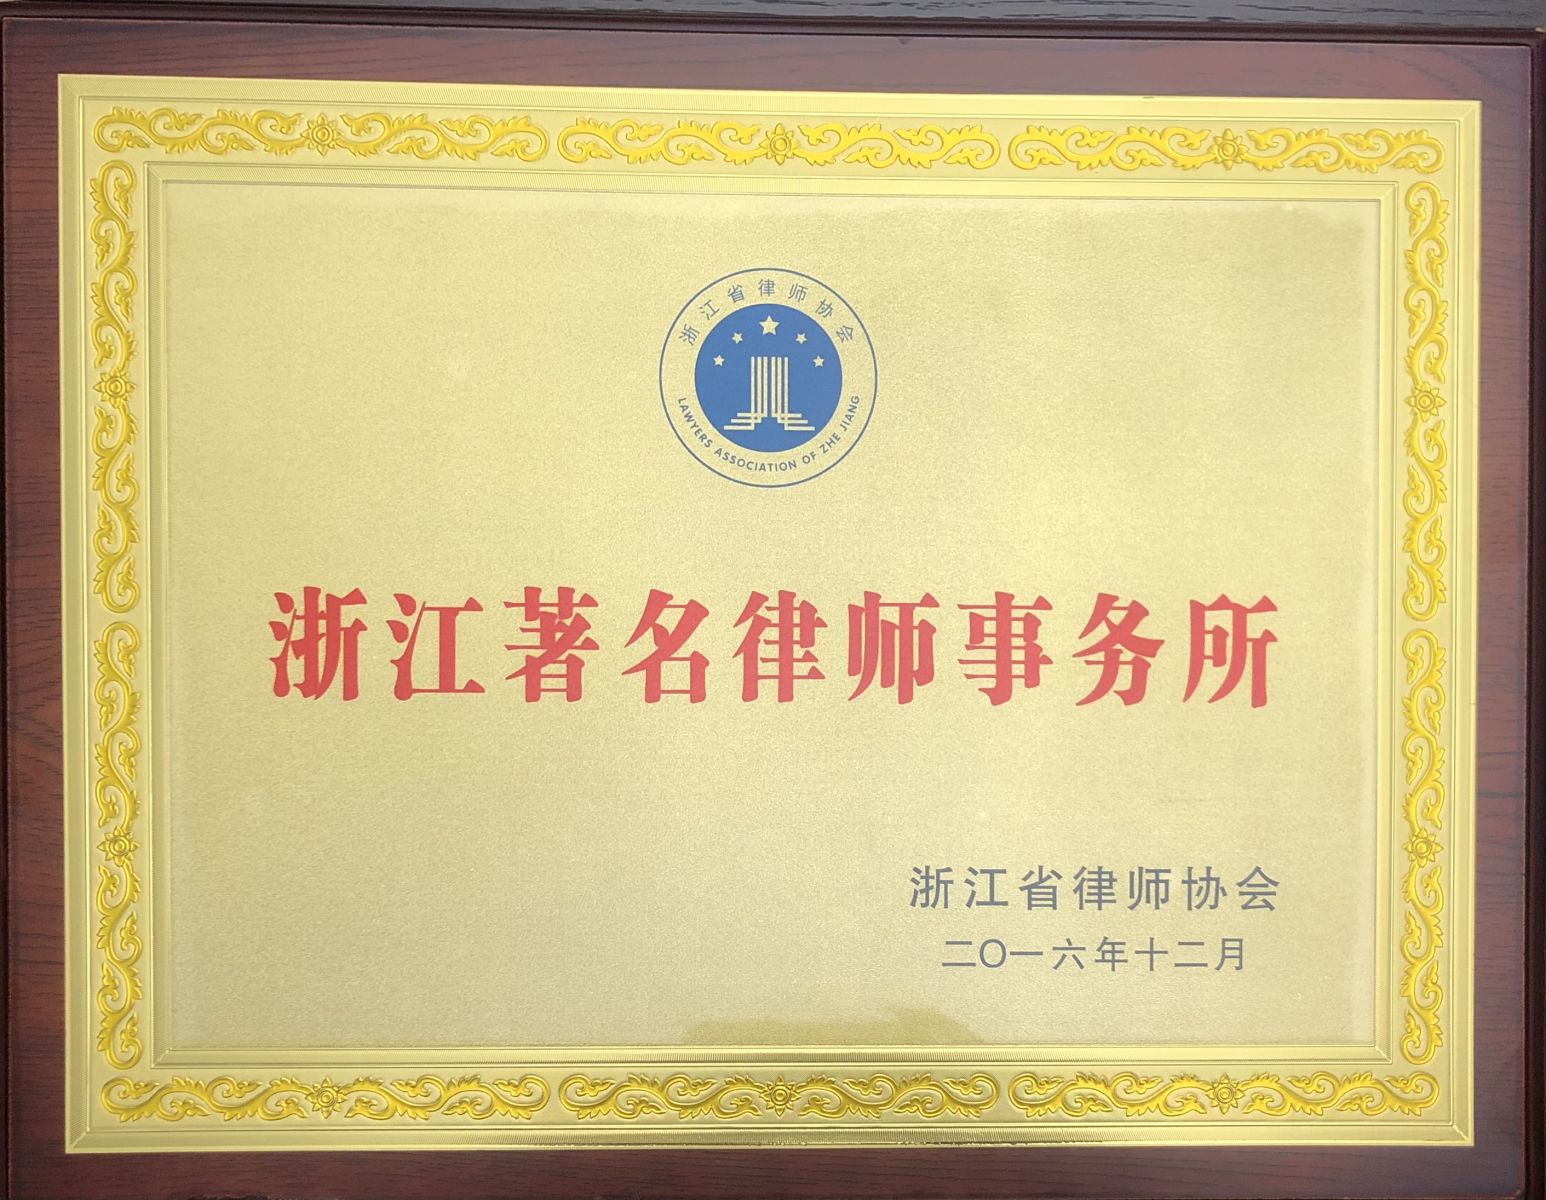 浙江省律师协会
LAWYERS ASSOCIATION OF ZHE JIANG
浙江著名律师事务所
浙江省律师协会
二〇一六年十二月